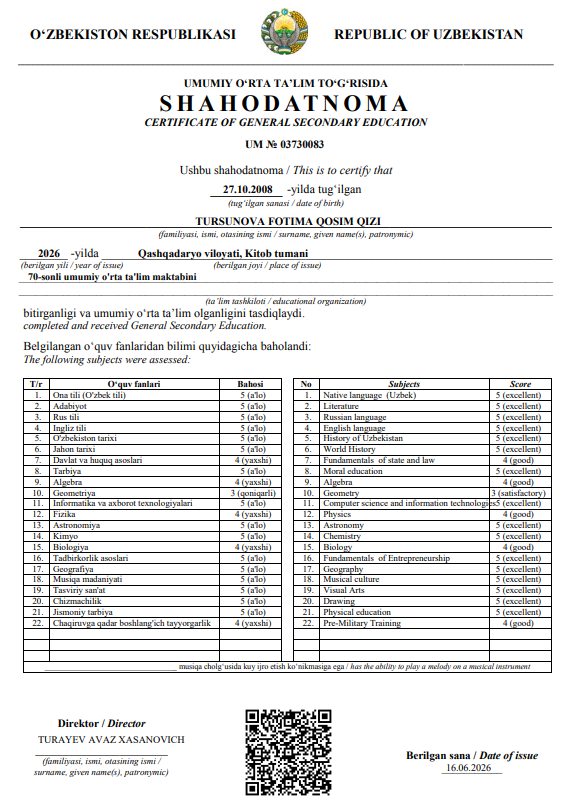 O‘ZBEKISTON RESPUBLIKASI REPUBLIC OF UZBEKISTAN
UMUMIY O‘RTA TA’LIM TO‘G‘RISIDA
SHAHODATNOMA
CERTIFICATE OF GENERAL SECONDARY EDUCATION
UM № 03730083
Ushbu shahodatnoma / This is to certify that
27.10.2008 -yilda tug‘ilgan
(tug‘ilgan sanasi / date of birth)
TURSUNOVA FOTIMA QOSIM QIZI
(familiyasi, ismi, otasining ismi / surname, given name(s), patronymic)
2026 -yilda Qashqadaryo viloyati, Kitob tumani
(berilgan yili / year of issue) (berilgan joyi / place of issue)
70-sonli umumiy o'rta ta'lim maktabini
(ta’lim tashkiloti / educational organization)
bitirganligi va umumiy o‘rta ta’lim olganligini tasdiqlaydi.
completed and received General Secondary Education.
Belgilangan o‘quv fanlaridan bilimi quyidagicha baholandi:
The following subjects were assessed:
T/r O‘quv fanlari Bahosi No Subjects Score
1. Ona tili (O'zbek tili) 5 (a'lo) 1. Native language (Uzbek) 5 (excellent)
2. Adabiyot 5 (a'lo) 2. Literature 5 (excellent)
3. Rus tili 5 (a'lo) 3. Russian language 5 (excellent)
4. Ingliz tili 5 (a'lo) 4. English language 5 (excellent)
5. O'zbekiston tarixi 5 (a'lo) 5. History of Uzbekistan 5 (excellent)
6. Jahon tarixi 5 (a'lo) 6. World History 5 (excellent)
7. Davlat va huquq asoslari 4 (yaxshi) 7. Fundamentals of state and law 4 (good)
8. Tarbiya 5 (a'lo) 8. Moral education 5 (excellent)
9. Algebra 4 (yaxshi) 9. Algebra 4 (good)
10. Geometriya 3 (qoniqarli) 10. Geometry 3 (satisfactory)
11. Informatika va axborot texnologiyalari 5 (a'lo) 11. Computer science and information technologies 5 (excellent)
12. Fizika 4 (yaxshi) 12. Physics 4 (good)
13. Astronomiya 5 (a'lo) 13. Astronomy 5 (excellent)
14. Kimyo 5 (a'lo) 14. Chemistry 5 (excellent)
15. Biologiya 4 (yaxshi) 15. Biology 4 (good)
16. Tadbirkorlik asoslari 5 (a'lo) 16. Fundamentals of Entrepreneurship 5 (excellent)
17. Geografiya 5 (a'lo) 17. Geography 5 (excellent)
18. Musiqa madaniyati 5 (a'lo) 18. Musical culture 5 (excellent)
19. Tasviriy san'at 5 (a'lo) 19. Visual Arts 5 (excellent)
20. Chizmachilik 5 (a'lo) 20. Drawing 5 (excellent)
21. Jismoniy tarbiya 5 (a'lo) 21. Physical education 5 (excellent)
22. Chaqiruvga qadar boshlang'ich tayyorgarlik 4 (yaxshi) 22. Pre-Military Training 4 (good)
musiqa cholg‘usida kuy ijro etish ko‘nikmasiga ega / has the ability to play a melody on a musical instrument
Direktor / Director
TURAYEV AVAZ XASANOVICH
(familiyasi, ismi, otasining ismi /
surname, given name(s), patronymic)
Berilgan sana / Date of issue
16.06.2026